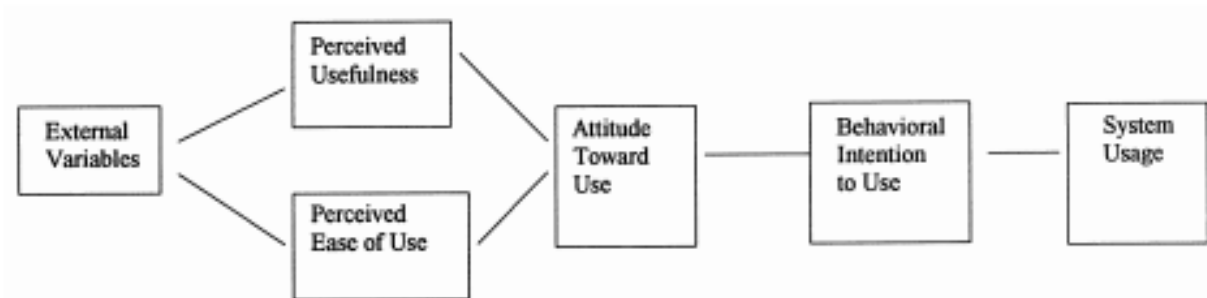 External
Variables
Perceived
Usefulness
Perceived
Ease of Use
Attitude
Toward
Use
Behavioral
Intention
to Use
System
Usage